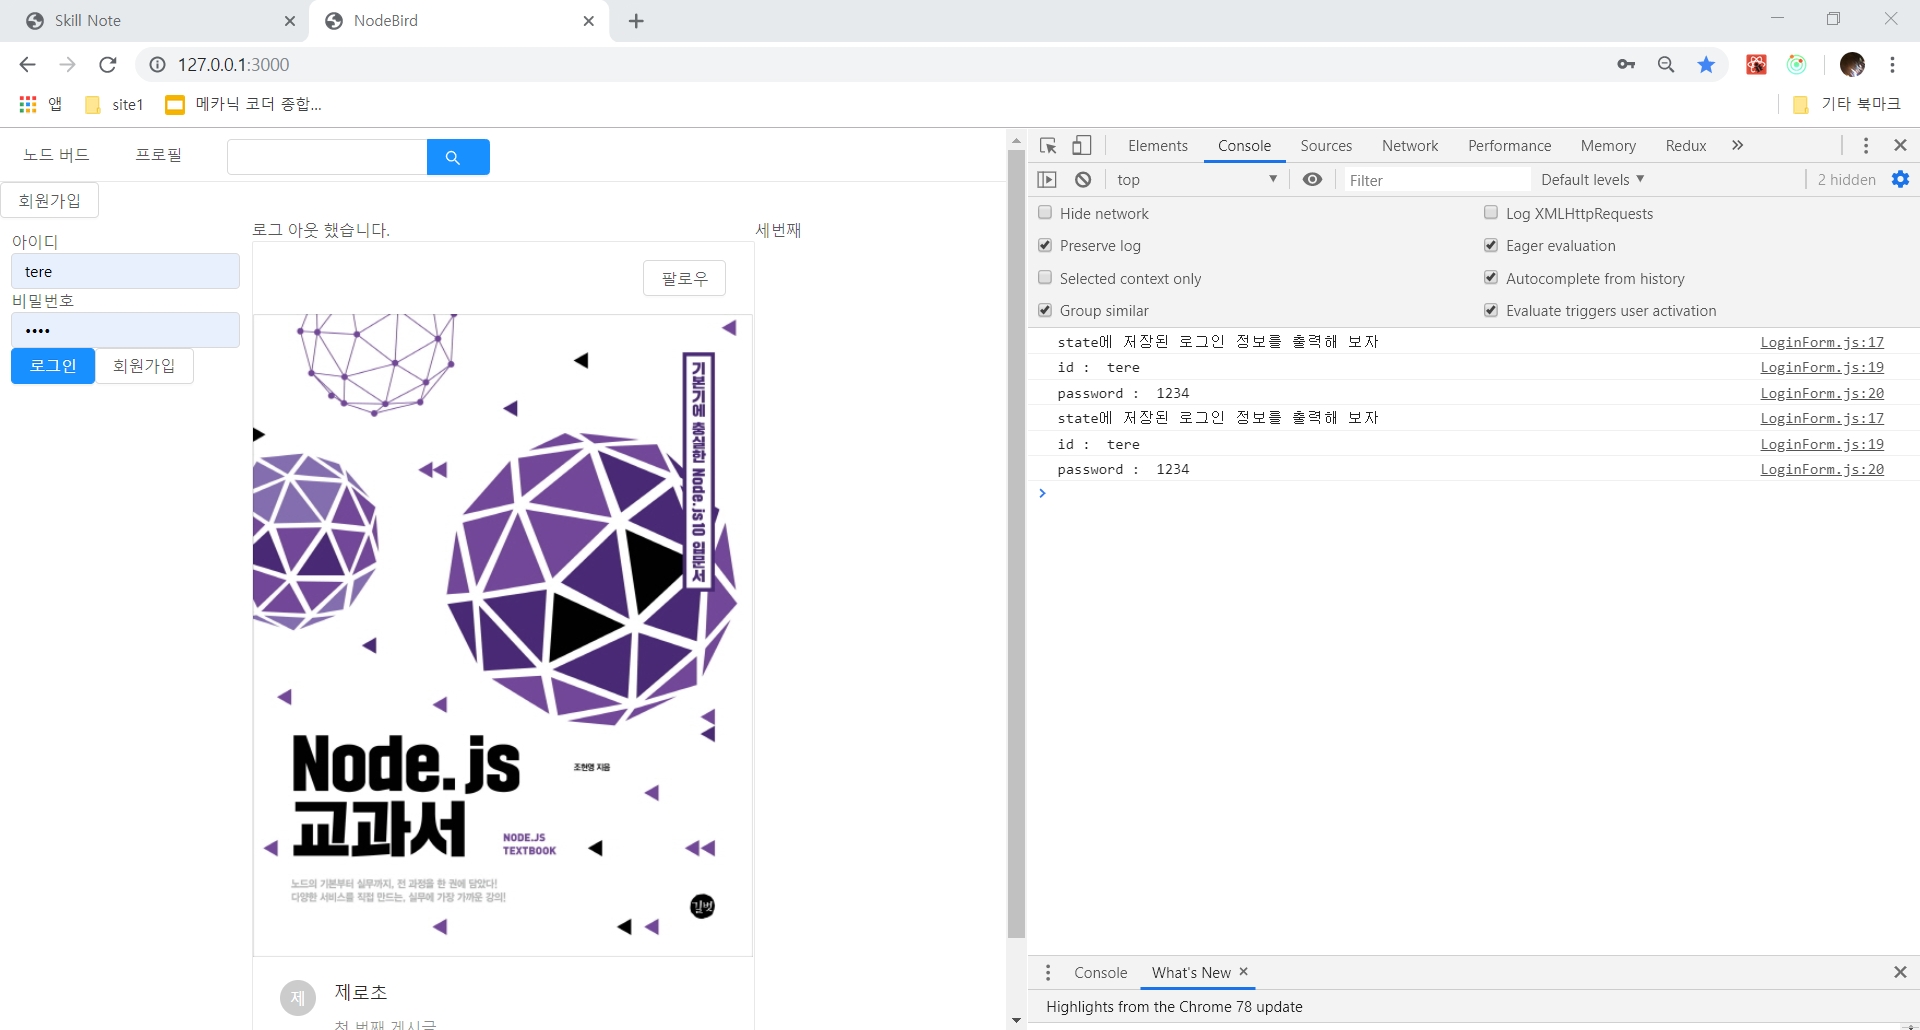 Skill Note
NodeBird
127.0.0.1:3000
앱
site1
메카닉 코더 종합...
기타 북마크
노드 버드
프로필
회원가입
아이디
tere
비밀번호
••••
로그인
회원가입
로그 아웃 했습니다.
세번째
팔로우
기본기에 충실한 Node.js 10 입문서
Node.js
교과서
조현영 지음
NODE.JS
TEXTBOOK
노드의 기본부터 실무까지, 전 과정을 한 권에 담았다!
다양한 서비스를 직접 만드는, 실무에 가장 가까운 강의!
길벗
제
제로초
첫 번째 게시글
Elements
Console
Sources
Network
Performance
Memory
Redux
top
Filter
Default levels
2 hidden
Hide network
Log XMLHttpRequests
Preserve log
Eager evaluation
Selected context only
Autocomplete from history
Group similar
Evaluate triggers user activation
state에 저장된 로그인 정보를 출력해 보자 LoginForm.js:17
id : tere LoginForm.js:19
password : 1234 LoginForm.js:20
state에 저장된 로그인 정보를 출력해 보자 LoginForm.js:17
id : tere LoginForm.js:19
password : 1234 LoginForm.js:20
Console
What's New
Highlights from the Chrome 78 update